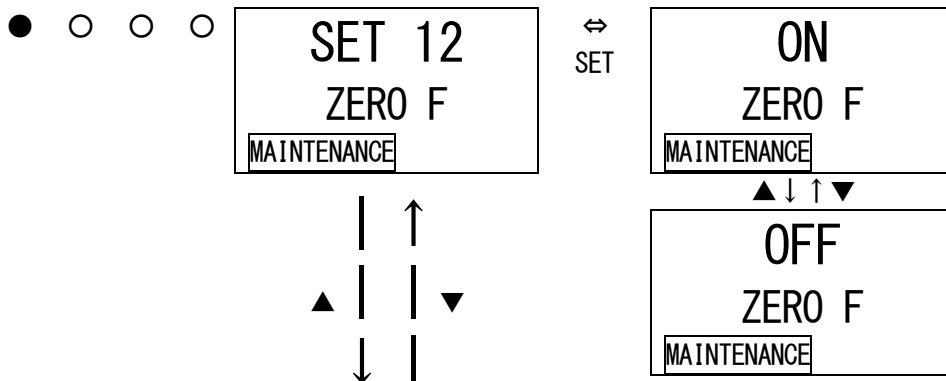 ● ○ ○ ○
SET 12
ZERO F
MAINTENANCE
⇔
SET
ON
ZERO F
MAINTENANCE
▲↓↑▼
OFF
ZERO F
MAINTENANCE
▲ ↓ ↑ ▼